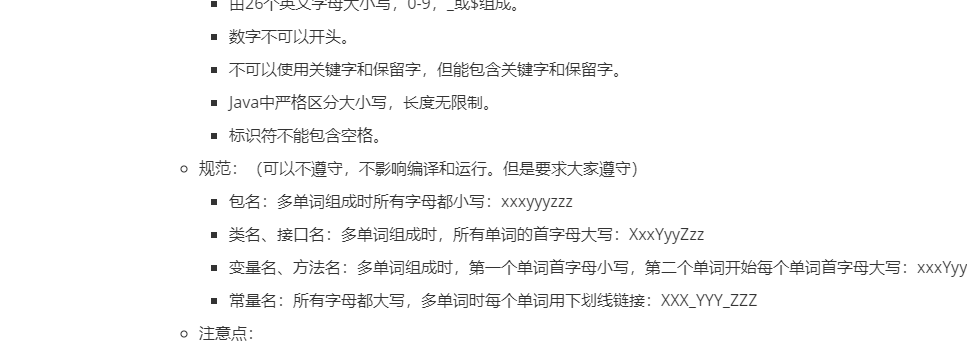 由26个英文字母大小写，0-9，_或$组成。
数字不可以开头。
不可以使用关键字和保留字，但能包含关键字和保留字。
Java中严格区分大小写，长度无限制。
标识符不能包含空格。
规范：（可以不遵守，不影响编译和运行。但是要求大家遵守）
包名：多单词组成时所有字母都小写：xxxyyyzzz
类名、接口名：多单词组成时，所有单词的首字母大写：XxxYyyZzz
变量名、方法名：多单词组成时，第一个单词首字母小写，第二个单词开始每个单词首字母大写：xxxYyy
常量名：所有字母都大写，多单词时每个单词用下划线链接：XXX_YYY_ZZZ
注意点：